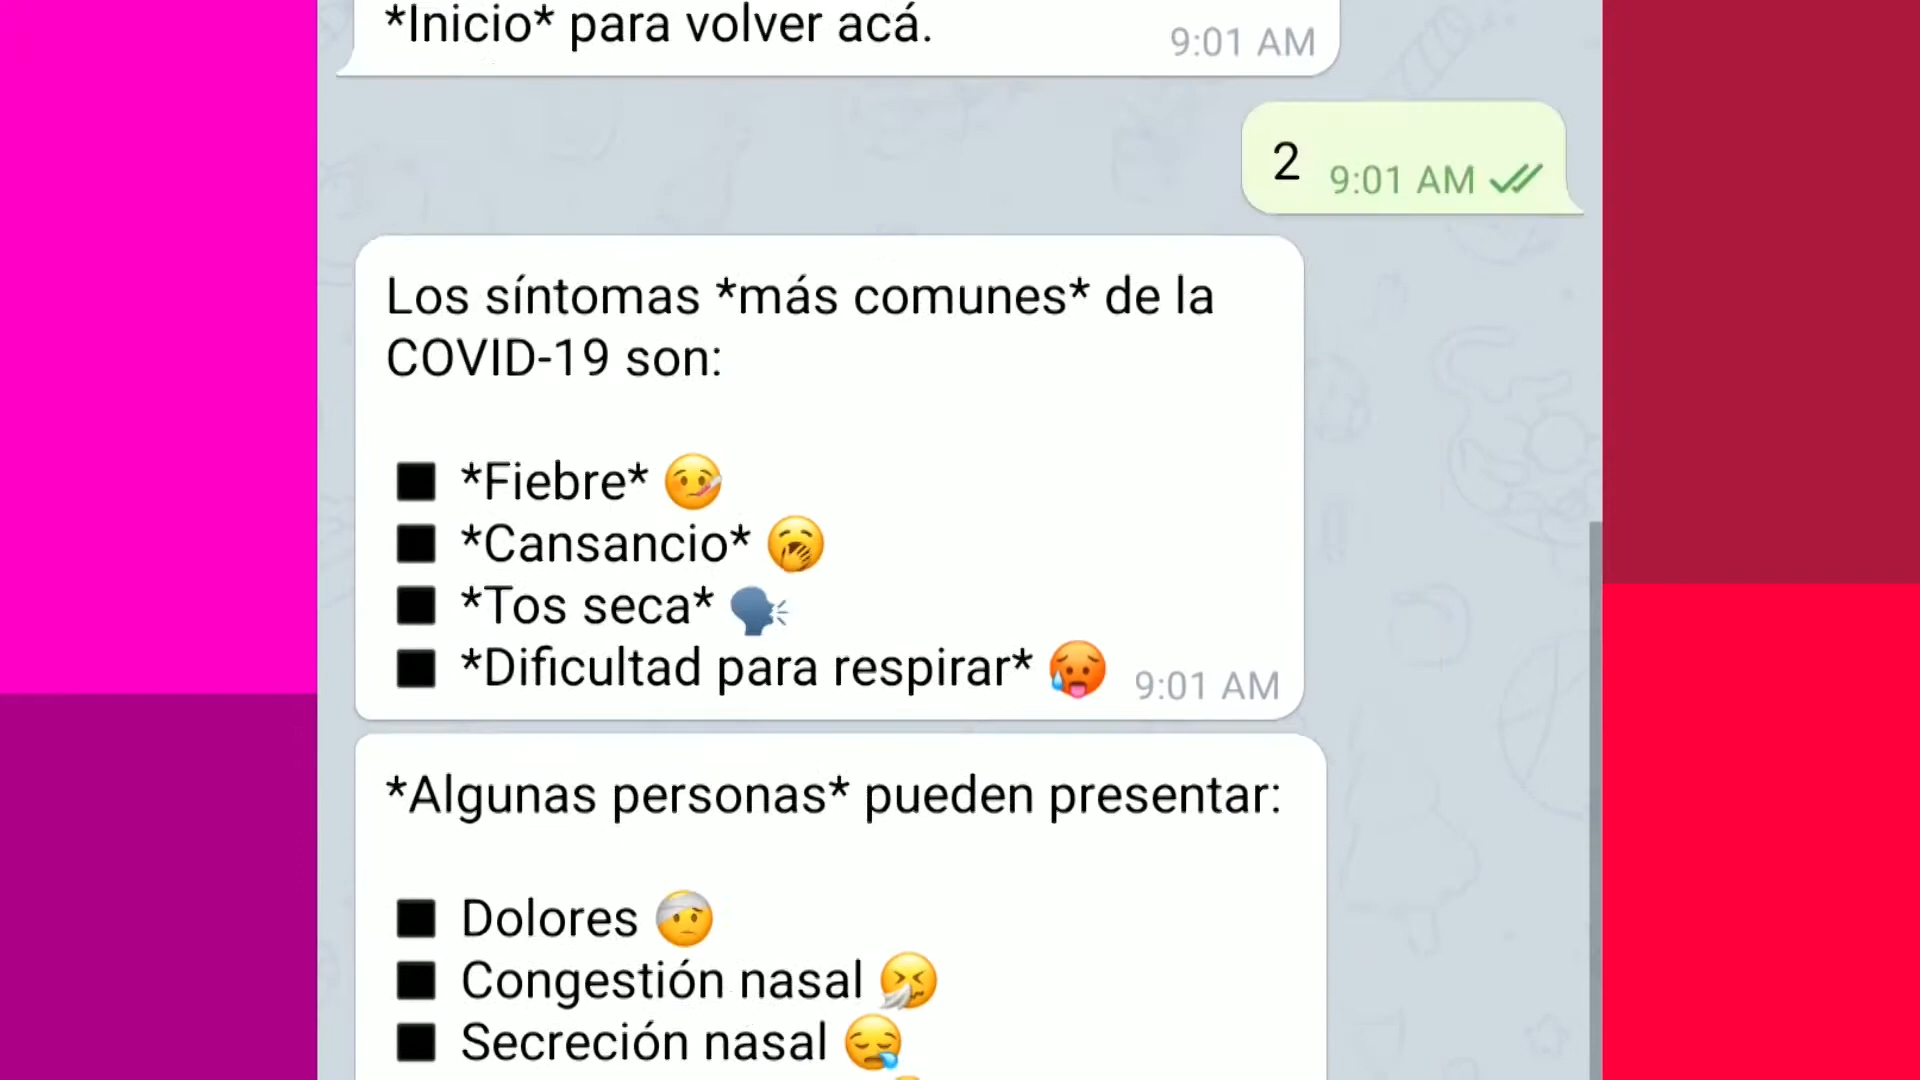 *Inicio* para volver acá.
9:01 AM
2 9:01 AM
Los síntomas *más comunes* de la
COVID-19 son:
*Fiebre* 🤒
*Cansancio* 🥱
*Tos seca* 🗣
*Dificultad para respirar* 🥵 9:01 AM
*Algunas personas* pueden presentar:
Dolores 🤕
Congestión nasal 🤧
Secreción nasal 😪